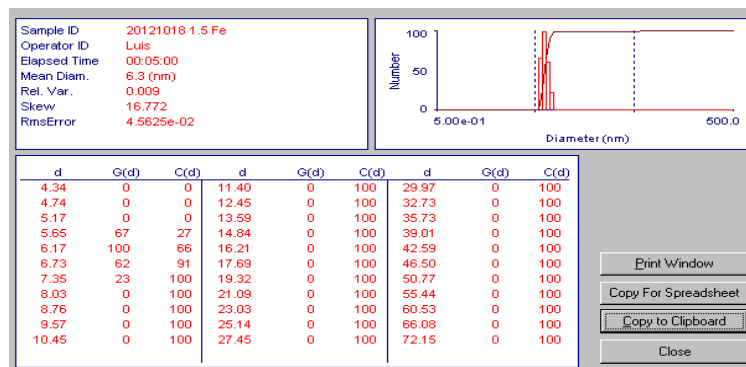 Sample ID 20121018 1.5 Fe
Operator ID Luis
Elapsed Time 00:05:00
Mean Diam. 6.3 (nm)
Rel. Var. 0.009
Skew 16.772
RmsError 4.5625e-02
100
50
0
Number
5.00e-01 500.0
Diameter (nm)
d G(d) C(d) d G(d) C(d) d G(d) C(d)
4.34 0 0 11.40 0 100 29.97 0 100
4.74 0 0 12.45 0 100 32.73 0 100
5.17 0 0 13.59 0 100 35.73 0 100
5.65 67 27 14.84 0 100 39.01 0 100
6.17 100 66 16.21 0 100 42.59 0 100
6.73 62 91 17.69 0 100 46.50 0 100
7.35 23 100 19.32 0 100 50.77 0 100
8.03 0 100 21.09 0 100 55.44 0 100
8.76 0 100 23.03 0 100 60.53 0 100
9.57 0 100 25.14 0 100 66.08 0 100
10.45 0 100 27.45 0 100 72.15 0 100
Print Window
Copy For Spreadsheet
Copy to Clipboard
Close